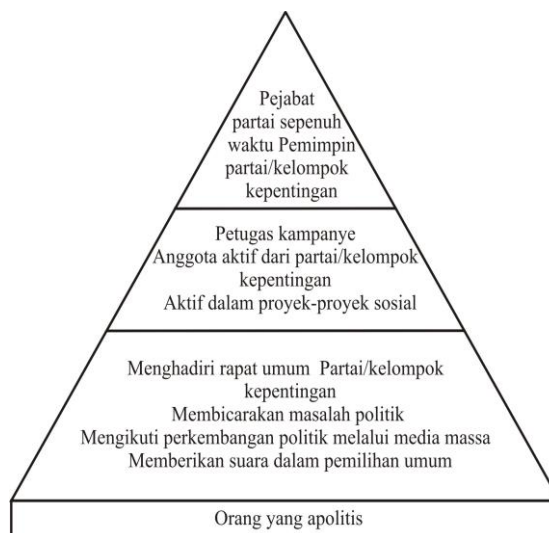 Pejabat
partai sepenuh
waktu Pemimpin
partai/kelompok
kepentingan
Petugas kampanye
Anggota aktif dari partai/kelompok
kepentingan
Aktif dalam proyek-proyek sosial
Menghadiri rapat umum Partai/kelompok
kepentingan
Membicarakan masalah politik
Mengikuti perkembangan politik melalui media massa
Memberikan suara dalam pemilihan umum
Orang yang apolitis